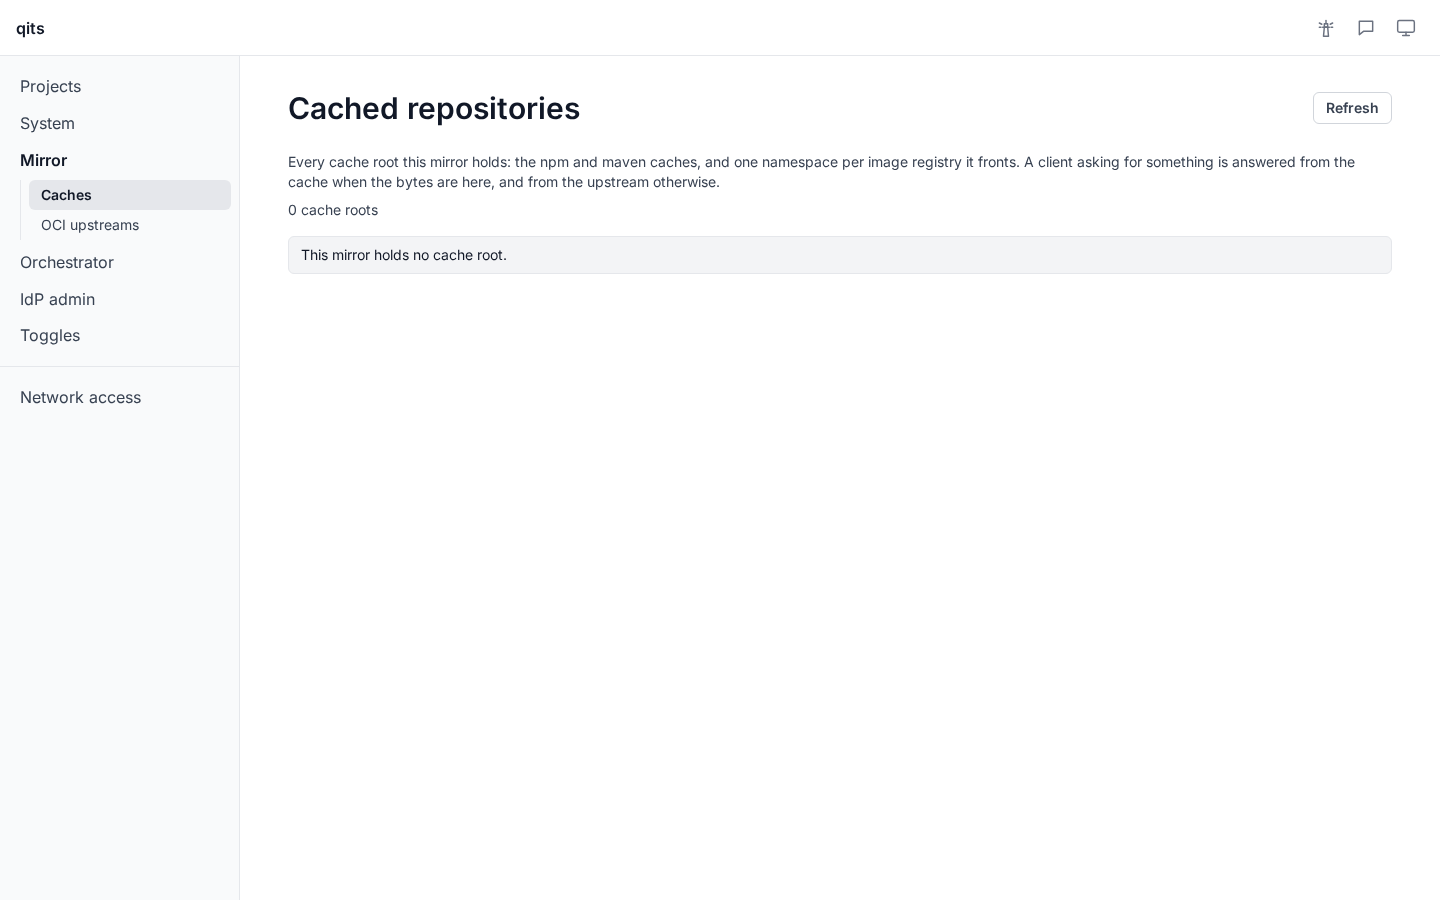 qits
Projects
System
Mirror
Caches
OCI upstreams
Orchestrator
IdP admin
Toggles
Network access
Cached repositories
Refresh
Every cache root this mirror holds: the npm and maven caches, and one namespace per image registry it fronts. A client asking for something is answered from the
cache when the bytes are here, and from the upstream otherwise.
0 cache roots
This mirror holds no cache root.